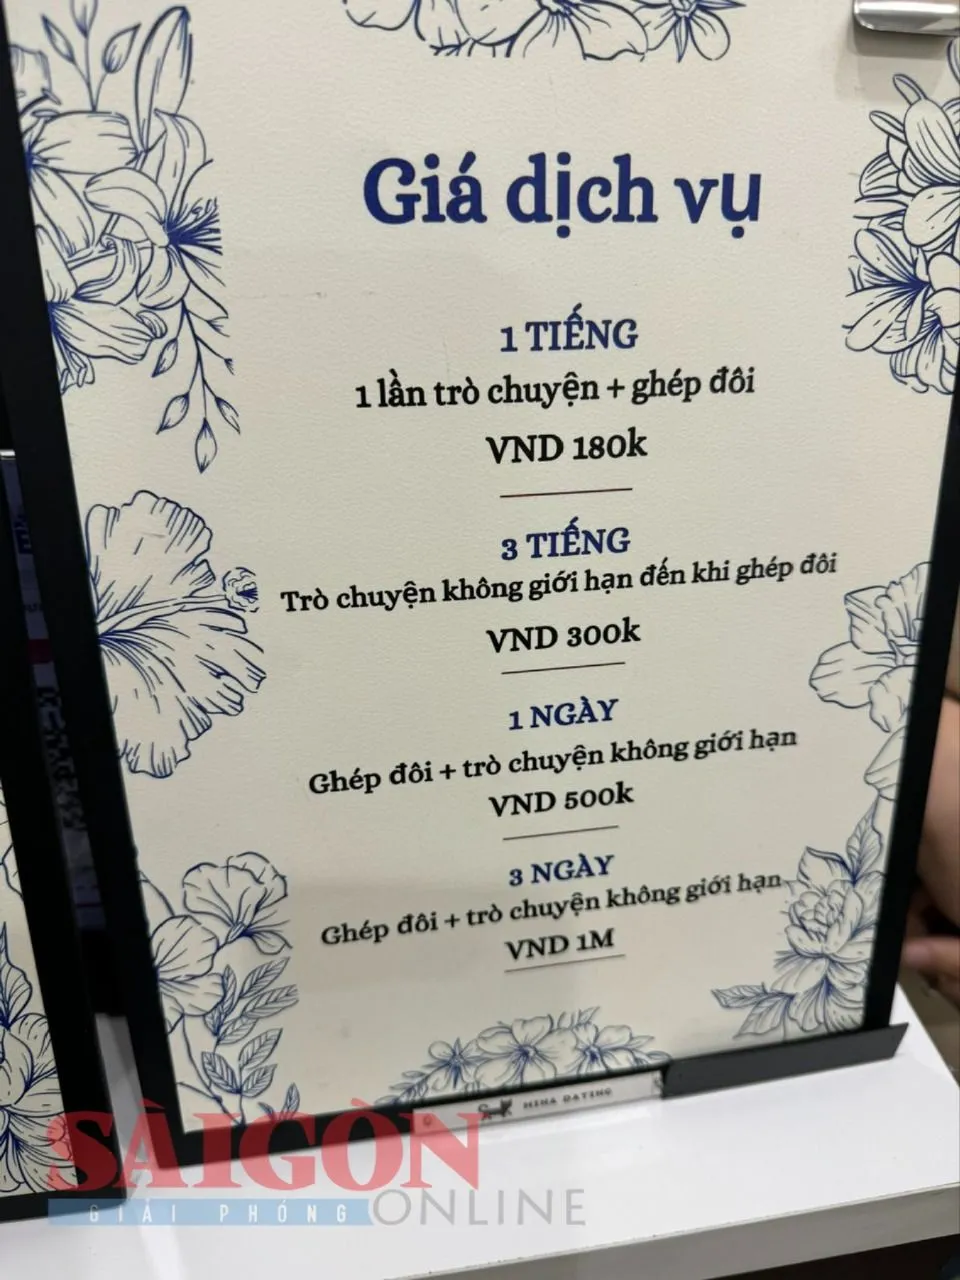 Giá dịch vụ
1 TIẾNG
1 lần trò chuyện + ghép đôi
VND 180k
3 TIẾNG
Trò chuyện không giới hạn đến khi ghép đôi
VND 300k
1 NGÀY
Ghép đôi + trò chuyện không giới hạn
VND 500k
3 NGÀY
Ghép đôi + trò chuyện không giới hạn
VND 1M
DATING
SÀIGÒN
GIẢI PHÓNG ONLINE